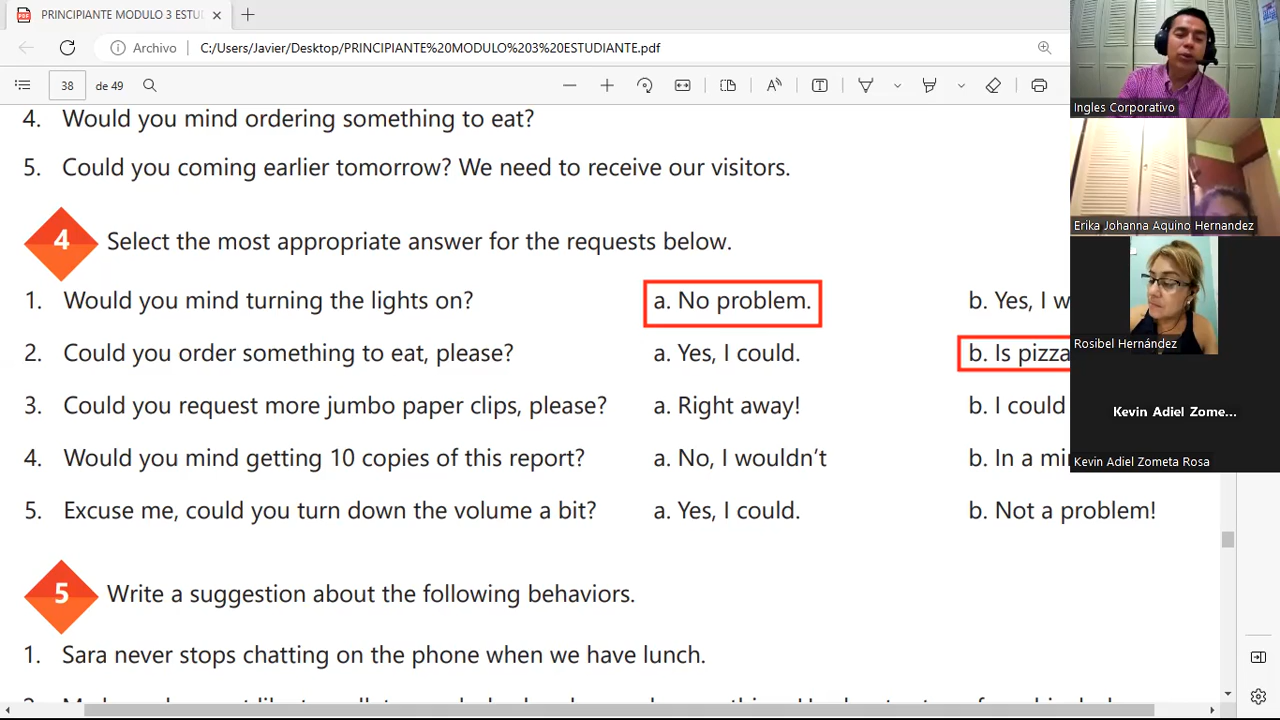 PRINCIPIANTE MODULO 3 ESTU
Archivo C:/Users/Javier/Desktop/PRINCIPIANTE%20MODULO%203%20ESTUDIANTE.pdf
38 de 49
4. Would you mind ordering something to eat?
5. Could you coming earlier tomorrow? We need to receive our visitors.
4 Select the most appropriate answer for the requests below.
1. Would you mind turning the lights on? a. No problem. b. Yes, I w
2. Could you order something to eat, please? a. Yes, I could. b. Is pizza
3. Could you request more jumbo paper clips, please? a. Right away! b. I could
4. Would you mind getting 10 copies of this report? a. No, I wouldn't b. In a mi
5. Excuse me, could you turn down the volume a bit? a. Yes, I could. b. Not a problem!
5 Write a suggestion about the following behaviors.
1. Sara never stops chatting on the phone when we have lunch.
Ingles Corporativo
Erika Johanna Aquino Hernandez
Rosibel Hernández
Kevin Adiel Zome...
Kevin Adiel Zometa Rosa